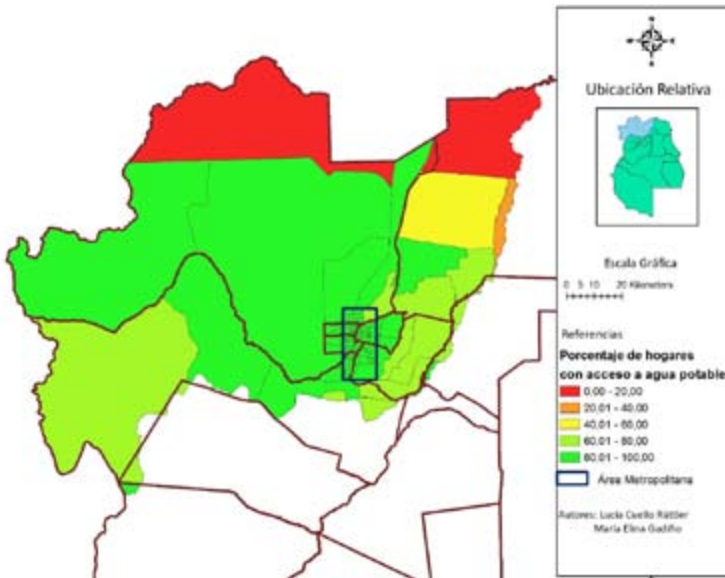 Ubicación Relativa
Escala Gráfica
0 5 10 20 Kilometers
Referencias
Porcentaje de hogares
con acceso a agua potable
0,00 - 20,00
20,01 - 40,00
40,01 - 60,00
60,01 - 80,00
80,01 - 100,00
Área Metropolitana
Autores: Lucía Cuello Rüttler
María Elina Gudiño